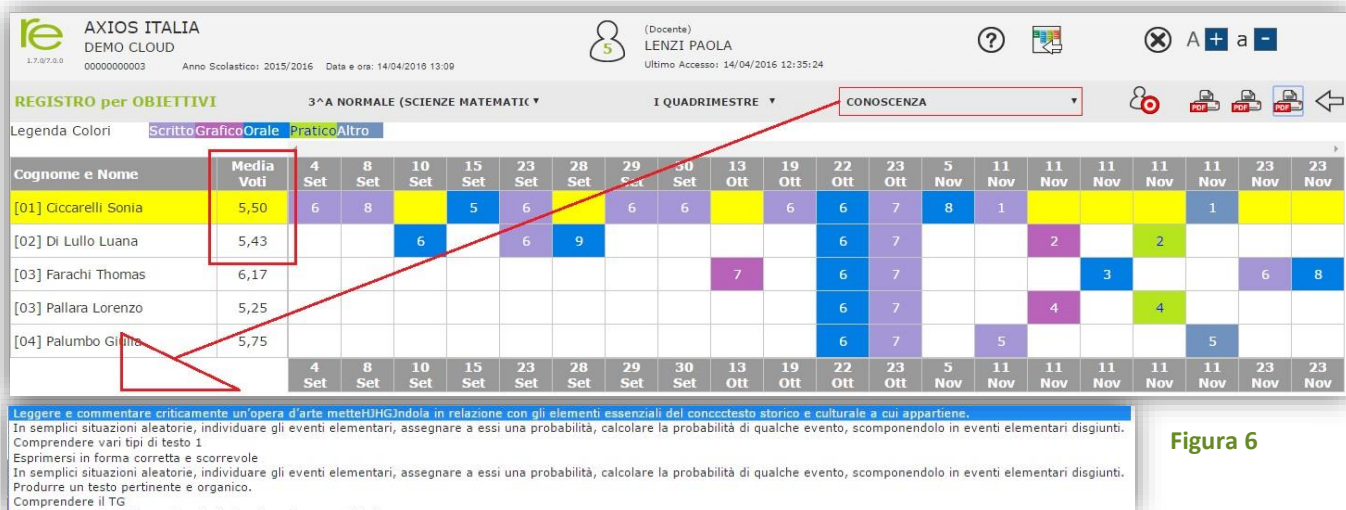 AXIOS ITALIA
DEMO CLOUD
1.7.0/7.0.0 00000000003 Anno Scolastico: 2015/2016 Data e ora: 14/04/2016 13:09
5 (Docente)
LENZI PAOLA
Ultimo Accesso: 14/04/2016 12:35:24
? A + a -
REGISTRO per OBIETTIVI 3^A NORMALE (SCIENZE MATEMATIC I QUADRIMESTRE CONOSCENZA PDF PDF PDF
Legenda Colori Scritto Grafico Orale Pratico Altro
Cognome e Nome Media Voti 4 Set 8 Set 10 Set 15 Set 23 Set 28 Set 29 Set 30 Set 13 Ott 19 Ott 22 Ott 23 Ott 5 Nov 11 Nov 11 Nov 11 Nov 11 Nov 11 Nov 23 Nov 23 Nov
[01] Ciccarelli Sonia 5,50 6 8 5 6 6 6 6 6 7 8 1 1
[02] Di Lullo Luana 5,43 6 6 9 6 7 2 2
[03] Farachi Thomas 6,17 7 6 7 3 6 8
[03] Pallara Lorenzo 5,25 6 7 4 4
[04] Palumbo Giulia 5,75 6 7 5 5
4 Set 8 Set 10 Set 15 Set 23 Set 28 Set 29 Set 30 Set 13 Ott 19 Ott 22 Ott 23 Ott 5 Nov 11 Nov 11 Nov 11 Nov 11 Nov 11 Nov 23 Nov 23 Nov
Leggere e commentare criticamente un'opera d'arte metteHJHGJndola in relazione con gli elementi essenziali del conccctesto storico e culturale a cui appartiene.
In semplici situazioni aleatorie, individuare gli eventi elementari, assegnare a essi una probabilità, calcolare la probabilità di qualche evento, scomponendolo in eventi elementari disgiunti.
Comprendere vari tipi di testo 1
Esprimersi in forma corretta e scorrevole
In semplici situazioni aleatorie, individuare gli eventi elementari, assegnare a essi una probabilità, calcolare la probabilità di qualche evento, scomponendolo in eventi elementari disgiunti.
Produrre un testo pertinente e organico.
Comprendere il TG
Figura 6